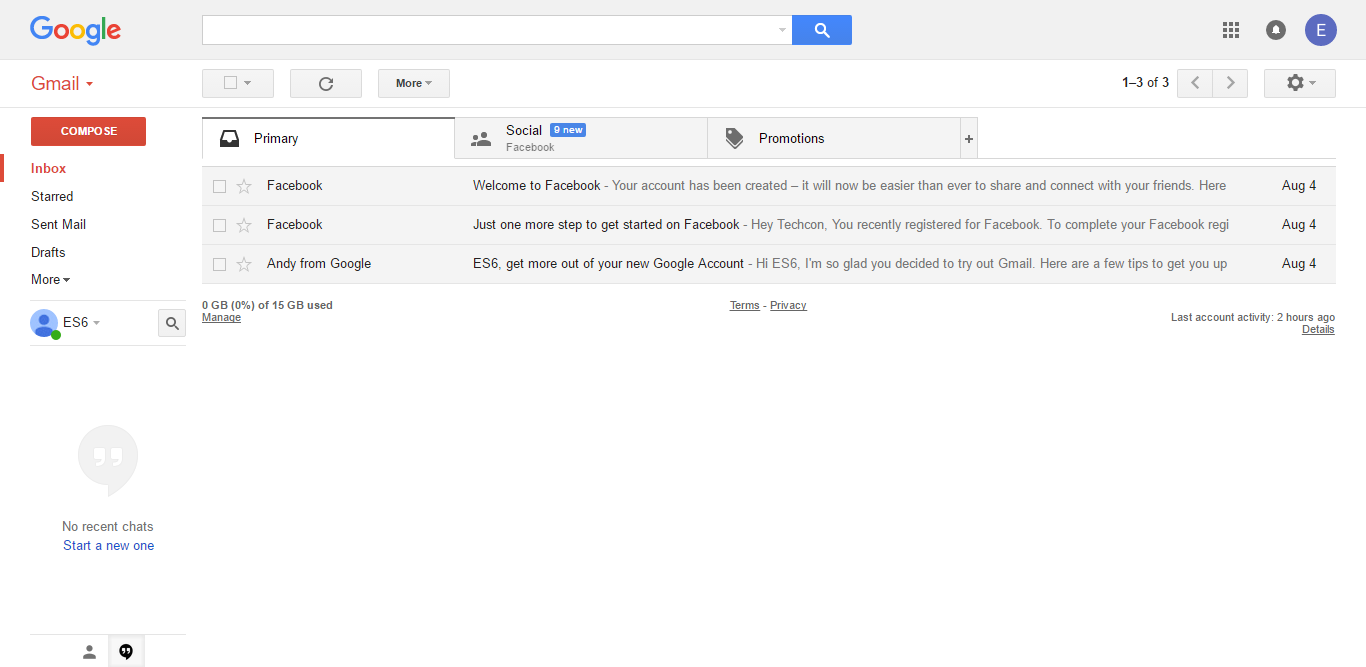 Google
E
Gmail
More
1–3 of 3
COMPOSE
Inbox
Starred
Sent Mail
Drafts
More
ES6
No recent chats
Start a new one
Primary
Social 9 new
Facebook
Promotions
+
Facebook Welcome to Facebook - Your account has been created – it will now be easier than ever to share and connect with your friends. Here Aug 4
Facebook Just one more step to get started on Facebook - Hey Techcon, You recently registered for Facebook. To complete your Facebook regi Aug 4
Andy from Google ES6, get more out of your new Google Account - Hi ES6, I'm so glad you decided to try out Gmail. Here are a few tips to get you up Aug 4
0 GB (0%) of 15 GB used
Manage
Terms - Privacy
Last account activity: 2 hours ago
Details